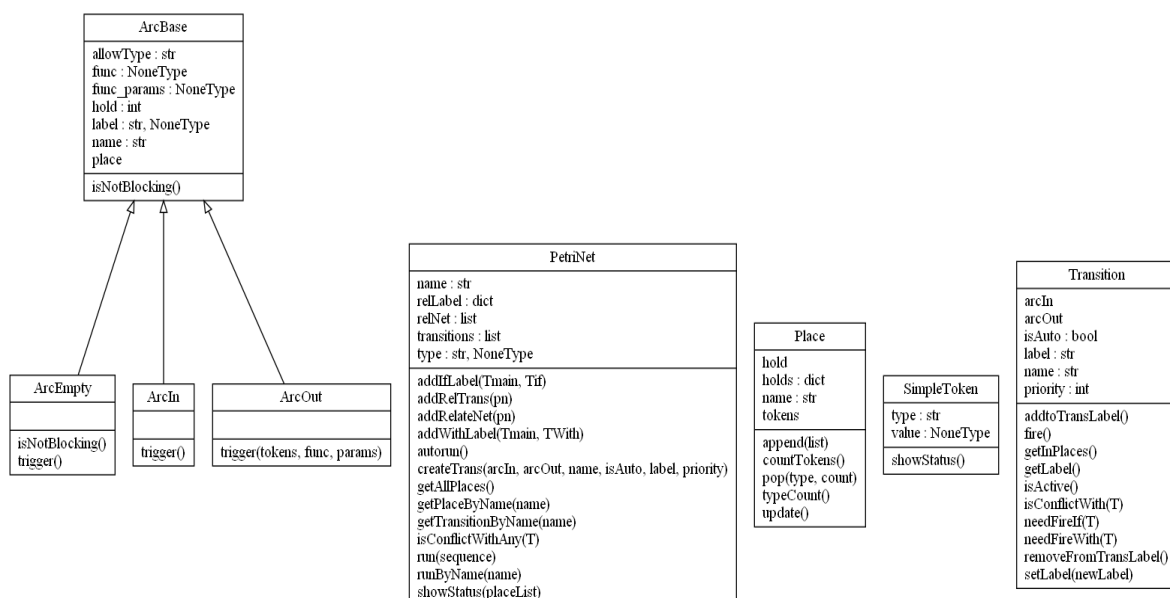 ArcBase
allowType : str
func : NoneType
func_params : NoneType
hold : int
label : str, NoneType
name : str
place
isNotBlocking()
ArcEmpty
isNotBlocking()
trigger()
ArcIn
trigger()
ArcOut
trigger(tokens, func, params)
PetriNet
name : str
relLabel : dict
relNet : list
transitions : list
type : str, NoneType
addIfLabel(Tmain, Tif)
addRelTrans(pn)
addRelateNet(pn)
addWithLabel(Tmain, TWith)
autorun()
createTrans(arcIn, arcOut, name, isAuto, label, priority)
getAllPlaces()
getPlaceByName(name)
getTransitionByName(name)
isConflictWithAny(T)
run(sequence)
runByName(name)
showStatus(placeList)
Place
hold
holds : dict
name : str
tokens
append(list)
countTokens()
pop(type, count)
typeCount()
update()
SimpleToken
type : str
value : NoneType
showStatus()
Transition
arcIn
arcOut
isAuto : bool
label : str
name : str
priority : int
addtoTransLabel()
fire()
getInPlaces()
getLabel()
isActive()
isConflictWith(T)
needFireIf(T)
needFireWith(T)
removeFromTransLabel()
setLabel(newLabel)